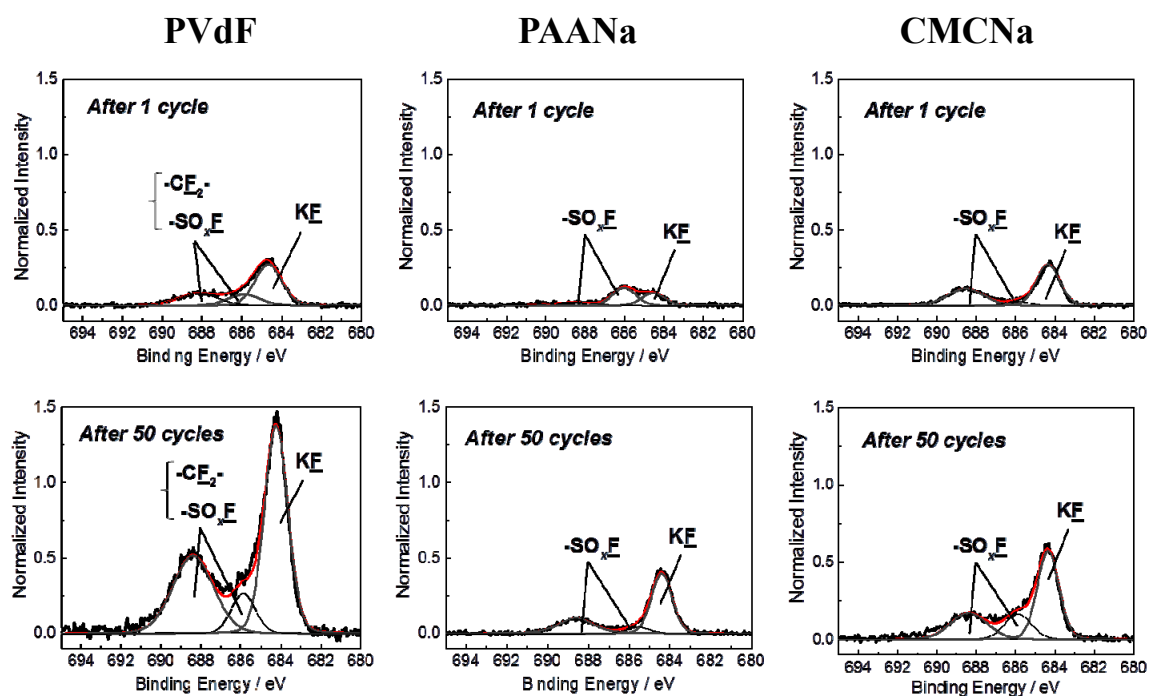 PVdF PAANa CMCNa
After 1 cycle
-CF2-
-SOxF
KF
Normalized Intensity
1.5
1.0
0.5
0.0
694 692 690 688 686 684 682 680
Binding Energy / eV
After 1 cycle
-SOxF
KF
Normalized Intensity
1.5
1.0
0.5
0.0
694 692 690 688 686 684 682 680
Binding Energy / eV
After 1 cycle
-SOxF
KF
Normalized Intensity
1.5
1.0
0.5
0.0
694 692 690 688 686 684 682 680
Binding Energy / eV
After 50 cycles
-CF2-
-SOxF
KF
Normalized Intensity
1.5
1.0
0.5
0.0
694 692 690 688 686 684 682 680
Binding Energy / eV
After 50 cycles
-SOxF
KF
Normalized Intensity
1.5
1.0
0.5
0.0
694 692 690 688 686 684 682 680
Binding Energy / eV
After 50 cycles
-SOxF
KF
Normalized Intensity
1.5
1.0
0.5
0.0
694 692 690 688 686 684 682 680
Binding Energy / eV